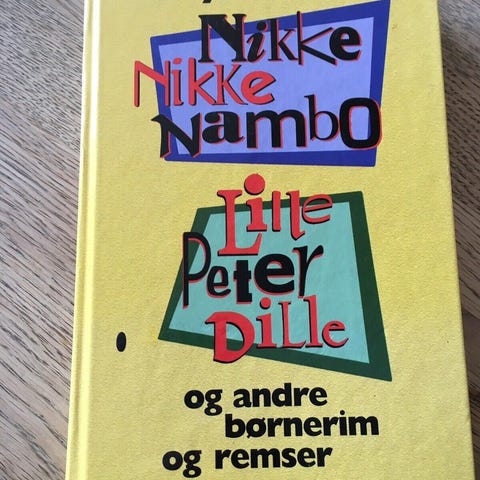 Nikke
Nikke
Nambo
Lille
Peter
Dille
og andre
børnerim
og remser